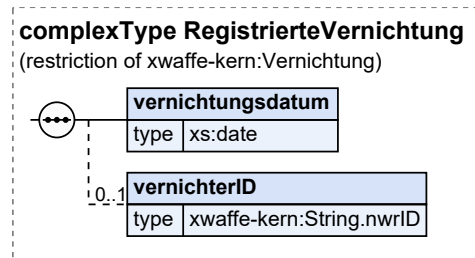 complexType RegistrierteVernichtung
(restriction of xwaffe-kern:Vernichtung)
vernichtungsdatum
type xs:date
0..1
vernichterID
type xwaffe-kern:String.nwrID